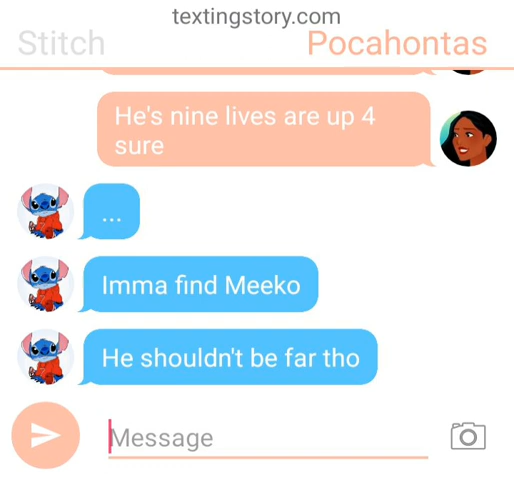 textingstory.com
Stitch
Pocahontas
He's nine lives are up 4
sure
...
Imma find Meeko
He shouldn't be far tho
Message